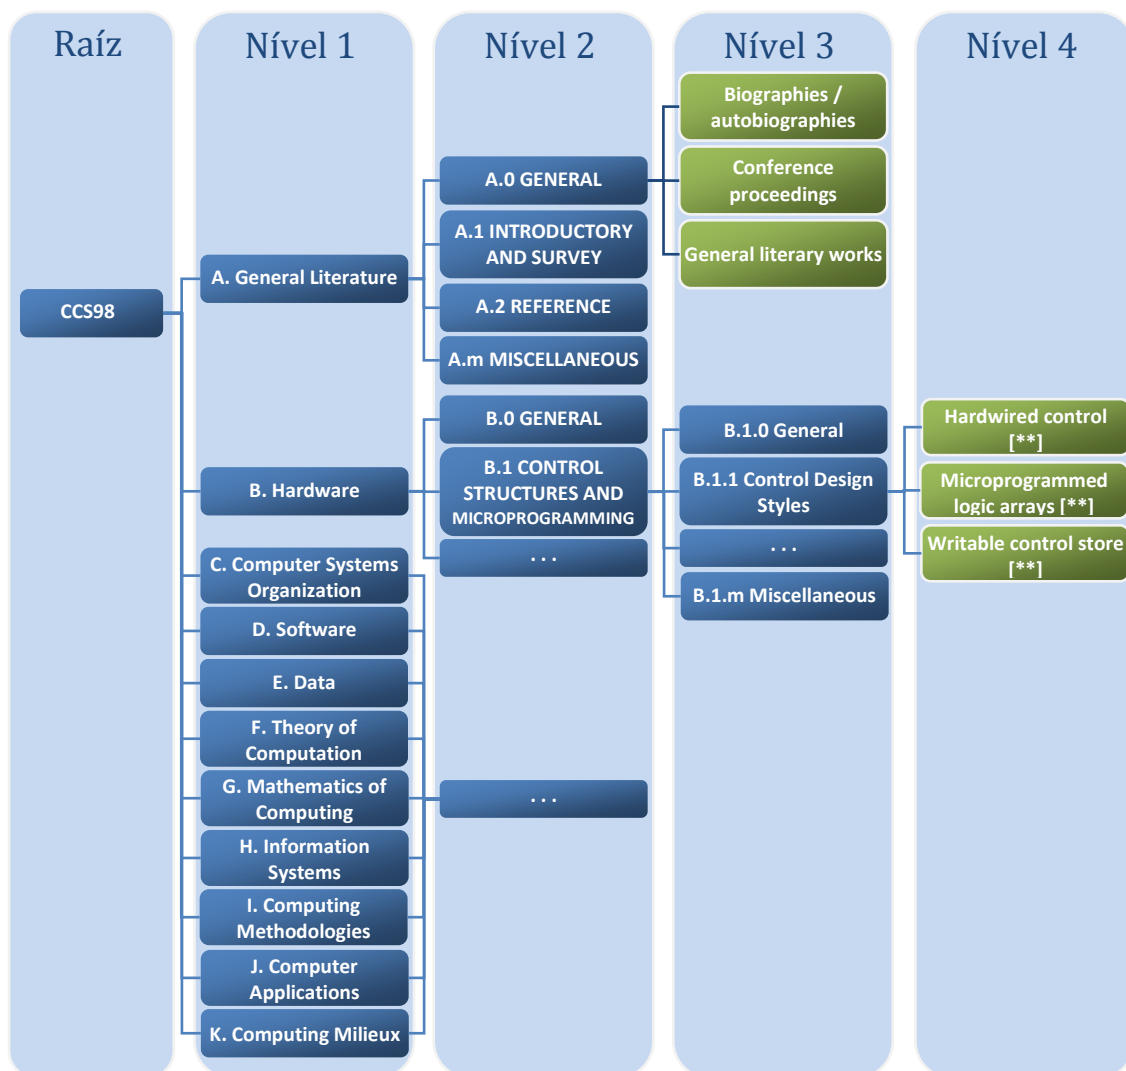 Raíz
Nível 1
Nível 2
Nível 3
Nível 4
CCS98
A. General Literature
B. Hardware
C. Computer Systems
Organization
D. Software
E. Data
F. Theory of
Computation
G. Mathematics of
Computing
H. Information
Systems
I. Computing
Methodologies
J. Computer
Applications
K. Computing Milieux
A.0 GENERAL
A.1 INTRODUCTORY
AND SURVEY
A.2 REFERENCE
A.m MISCELLANEOUS
B.0 GENERAL
B.1 CONTROL
STRUCTURES AND
MICROPROGRAMMING
. . .
. . .
Biographies /
autobiographies
Conference
proceedings
General literary works
B.1.0 General
B.1.1 Control Design
Styles
. . .
B.1.m Miscellaneous
Hardwired control
[**]
Microprogrammed
logic arrays [**]
Writable control store
[**]